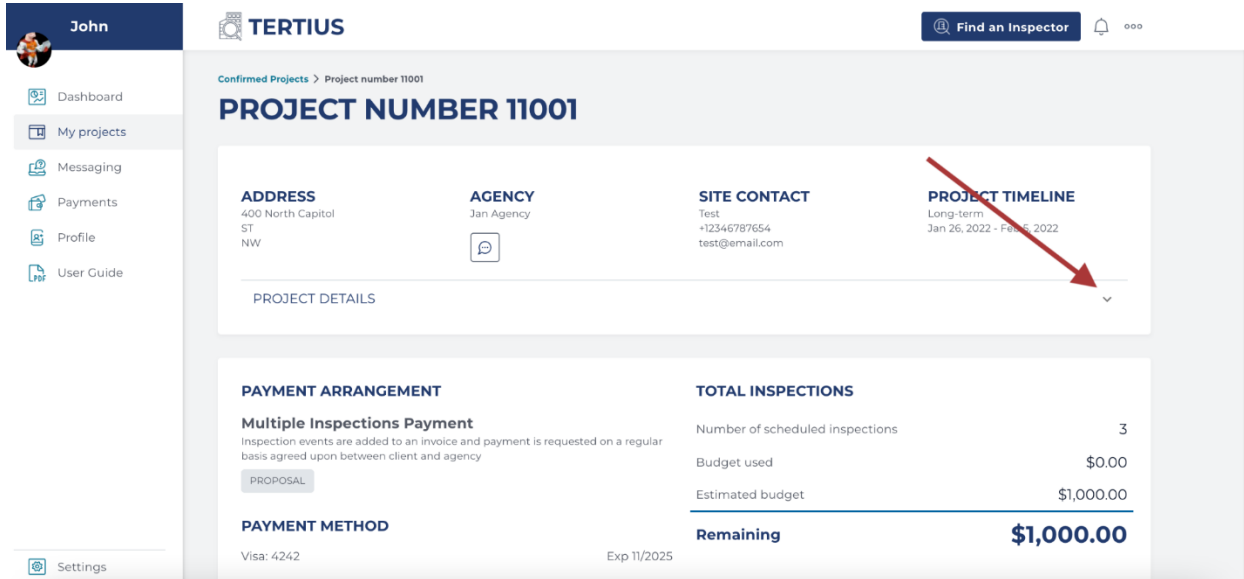 John
TERTIUS
Find an Inspector
Dashboard
My projects
Messaging
Payments
Profile
PDF
User Guide
Settings
Confirmed Projects > Project number 11001
PROJECT NUMBER 11001
ADDRESS
400 North Capitol
ST
NW
AGENCY
Jan Agency
SITE CONTACT
Test
+12346787654
test@email.com
PROJECT TIMELINE
Long-term
Jan 26, 2022 - Feb 5, 2022
PROJECT DETAILS
PAYMENT ARRANGEMENT
Multiple Inspections Payment
Inspection events are added to an invoice and payment is requested on a regular
basis agreed upon between client and agency
PROPOSAL
PAYMENT METHOD
Visa: 4242 Exp 11/2025
TOTAL INSPECTIONS
Number of scheduled inspections 3
Budget used $0.00
Estimated budget $1,000.00
Remaining $1,000.00